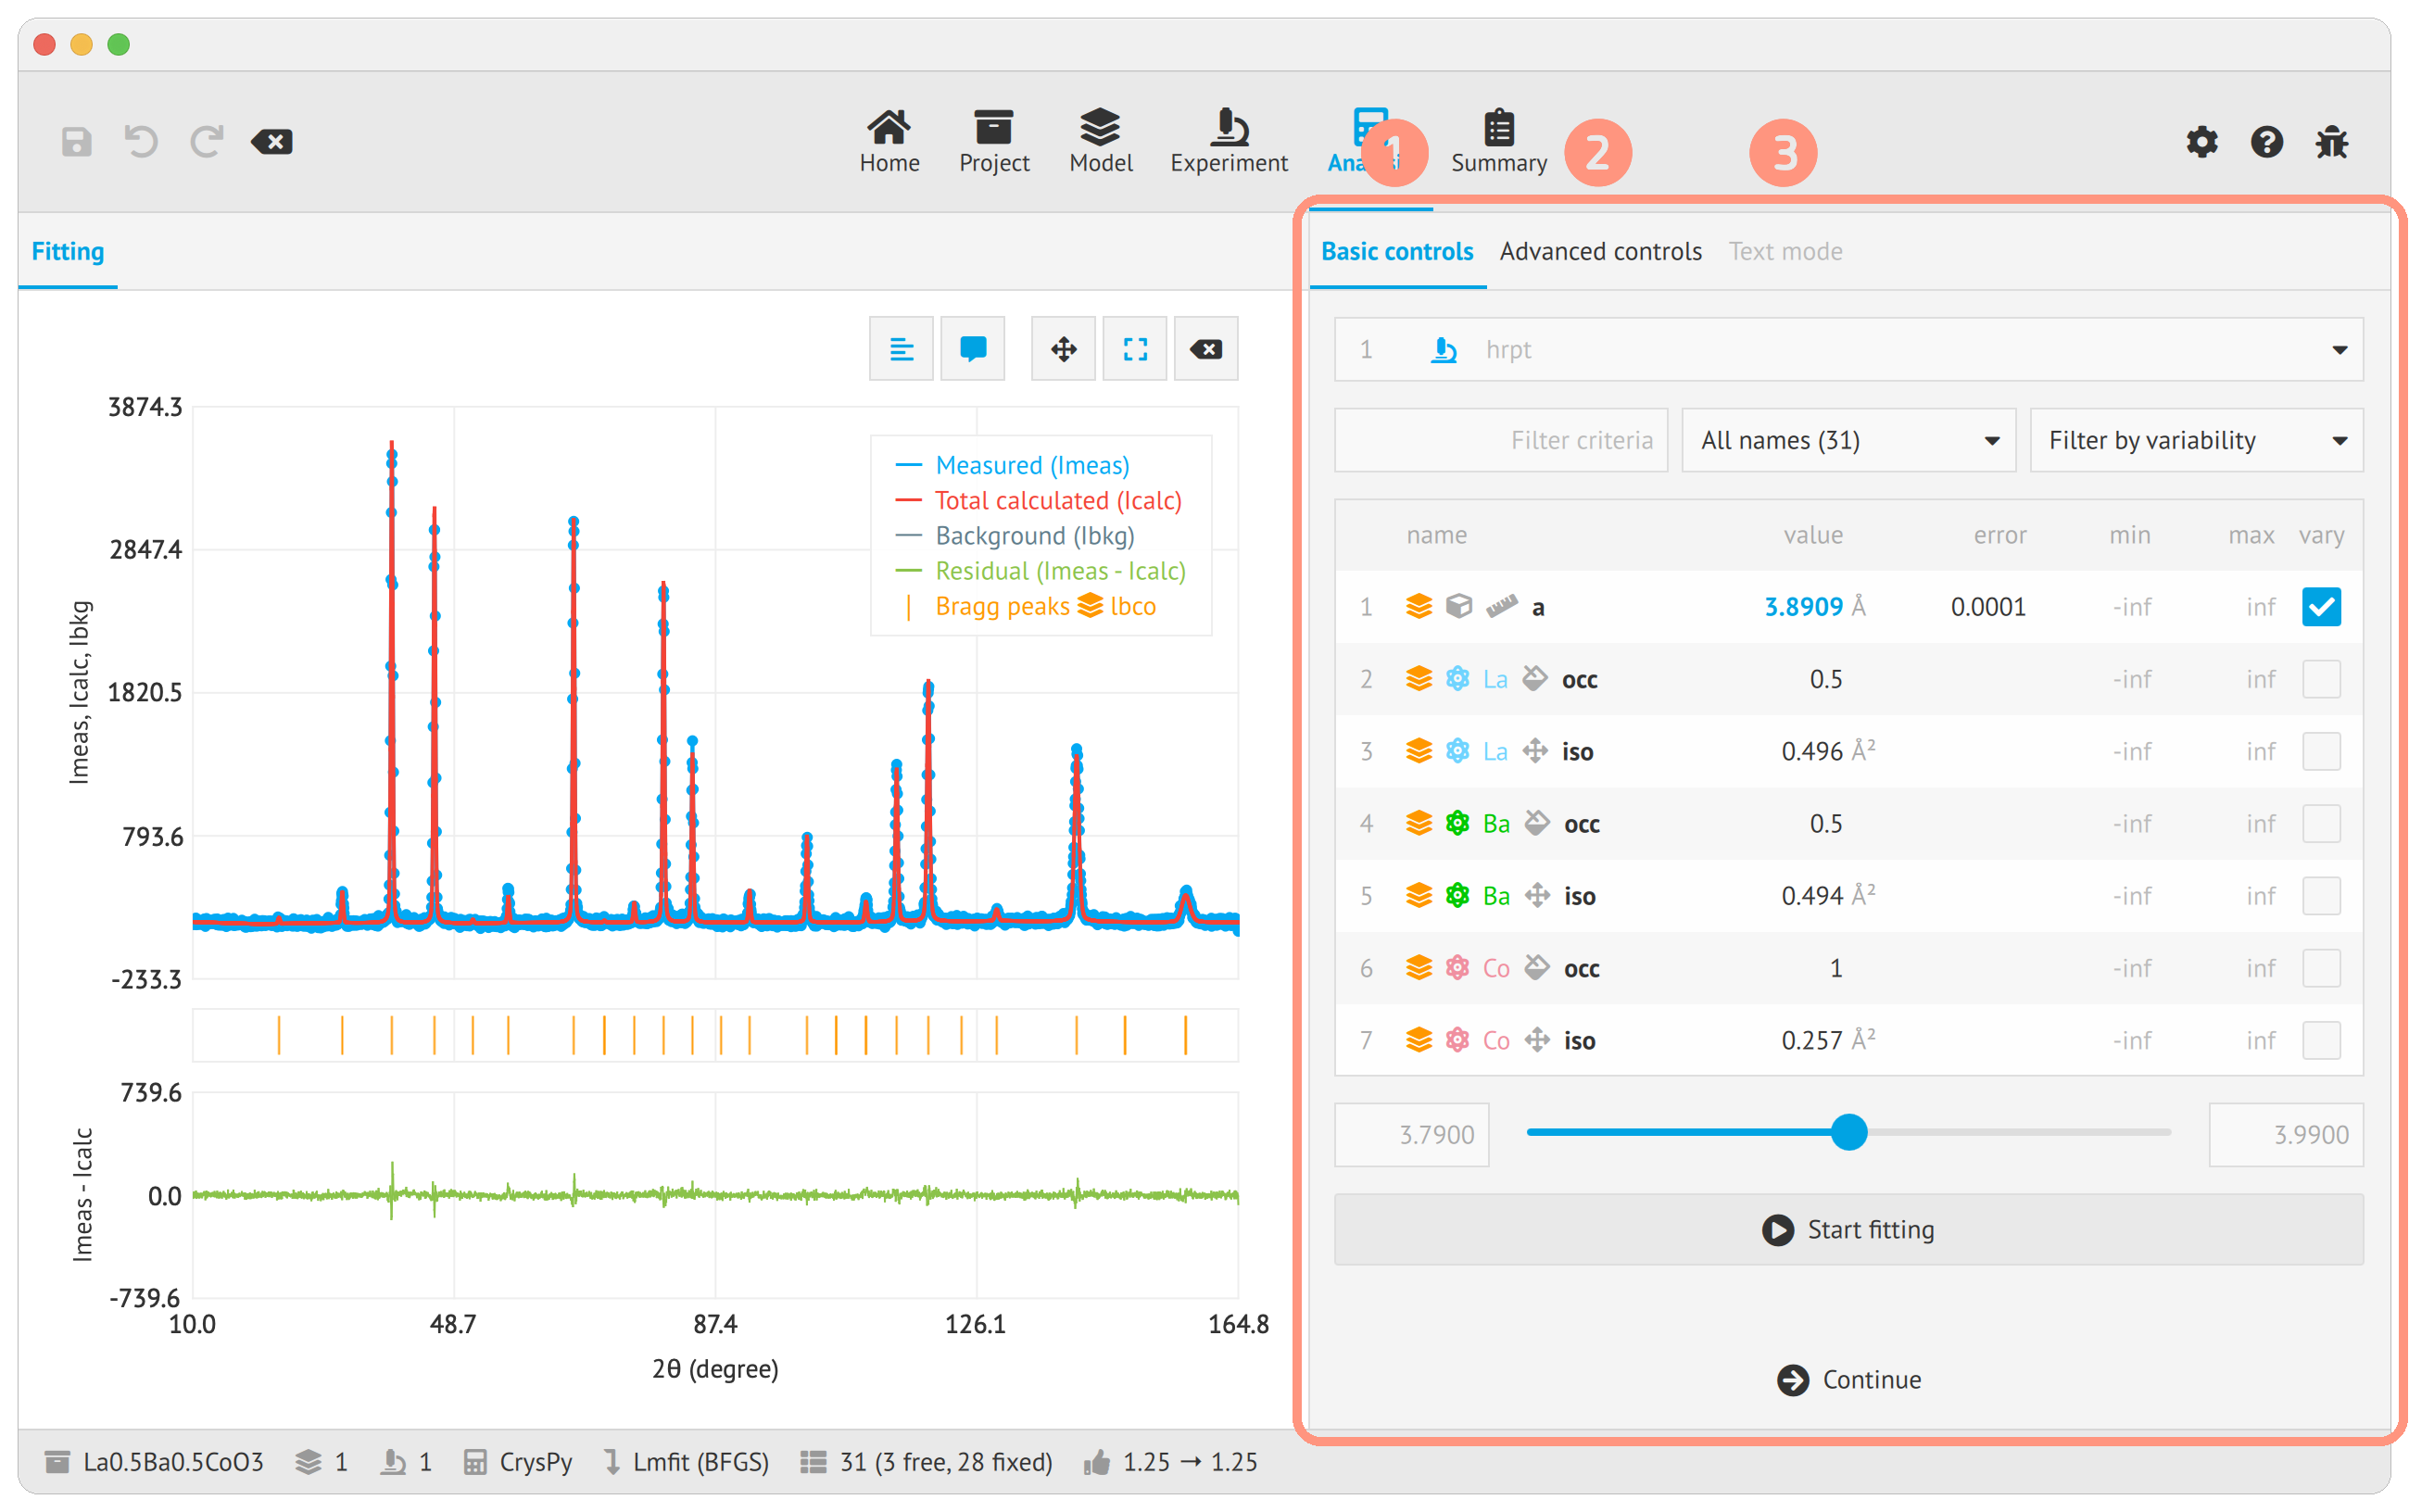 Home Project Model Experiment Analysis Summary
1 2 3
Fitting
Basic controls Advanced controls Text mode
1 hrpt
Filter criteria All names (31) Filter by variability
3874.3
2847.4
1820.5
793.6
-233.3
Imeas, Icalc, Ibkg
Measured (Imeas)
Total calculated (Icalc)
Background (Ibkg)
Residual (Imeas - Icalc)
Bragg peaks lbco
739.6
0.0
-739.6
Imeas - Icalc
10.0 48.7 87.4 126.1 164.8
2θ (degree)
name value error min max vary
1 a 3.8909 Å 0.0001 -inf inf
2 La occ 0.5 -inf inf
3 La iso 0.496 Å² -inf inf
4 Ba occ 0.5 -inf inf
5 Ba iso 0.494 Å² -inf inf
6 Co occ 1 -inf inf
7 Co iso 0.257 Å² -inf inf
3.7900 3.9900
Start fitting
Continue
La0.5Ba0.5CoO3 1 1 CrysPy Lmfit (BFGS) 31 (3 free, 28 fixed) 1.25 → 1.25